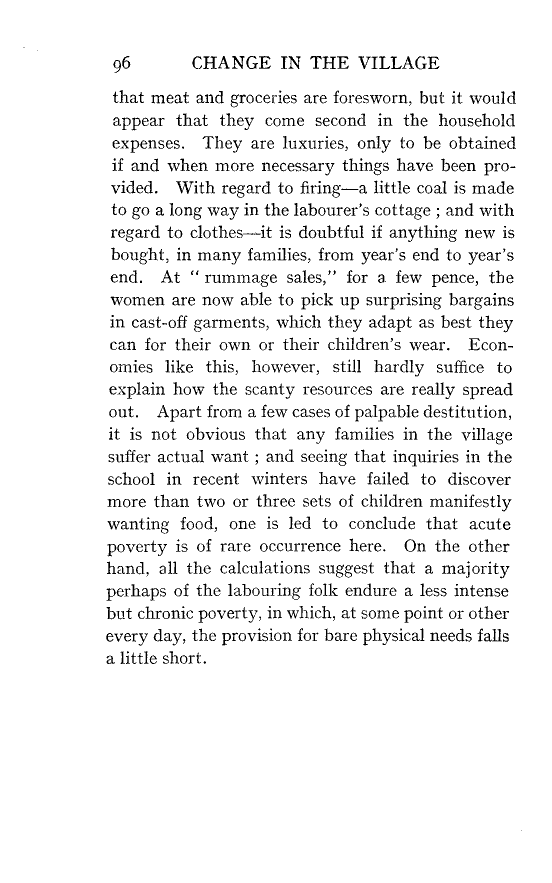 96 CHANGE IN THE VILLAGE
that meat and groceries are foresworn, but it would
appear that they come second in the household
expenses. They are luxuries, only to be obtained
if and when more necessary things have been pro-
vided. With regard to firing—a little coal is made
to go a long way in the labourer's cottage ; and with
regard to clothes—it is doubtful if anything new is
bought, in many families, from year's end to year's
end. At " rummage sales," for a few pence, the
women are now able to pick up surprising bargains
in cast-off garments, which they adapt as best they
can for their own or their children's wear. Econ-
omies like this, however, still hardly suffice to
explain how the scanty resources are really spread
out. Apart from a few cases of palpable destitution,
it is not obvious that any families in the village
suffer actual want ; and seeing that inquiries in the
school in recent winters have failed to discover
more than two or three sets of children manifestly
wanting food, one is led to conclude that acute
poverty is of rare occurrence here. On the other
hand, all the calculations suggest that a majority
perhaps of the labouring folk endure a less intense
but chronic poverty, in which, at some point or other
every day, the provision for bare physical needs falls
a little short.